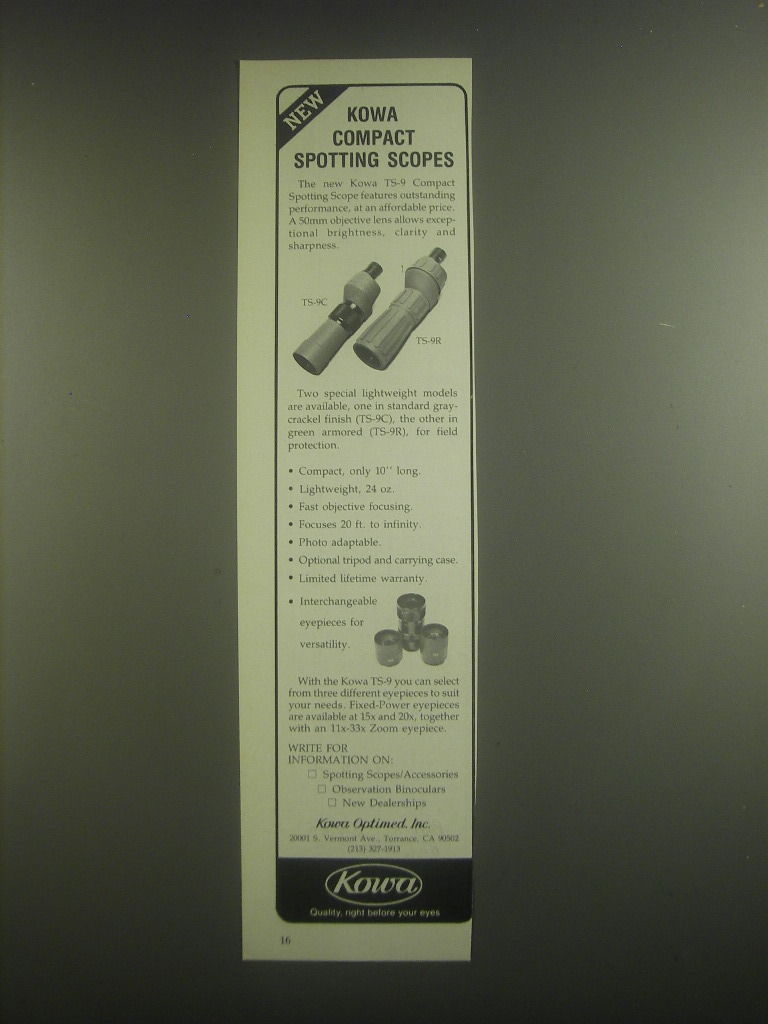 NEW
KOWA
COMPACT
SPOTTING SCOPES
The new Kowa TS-9 Compact
Spotting Scope features outstanding
performance, at an affordable price.
A 50mm objective lens allows excep-
tional brightness, clarity and
sharpness.
TS-9C
TS-9R
Two special lightweight models
are available, one in standard gray-
crackel finish (TS-9C), the other in
green armored (TS-9R), for field
protection.
• Compact, only 10'' long.
• Lightweight, 24 oz.
• Fast objective focusing.
• Focuses 20 ft. to infinity.
• Photo adaptable.
• Optional tripod and carrying case.
• Limited lifetime warranty.
• Interchangeable
eyepieces for
versatility.
With the Kowa TS-9 you can select
from three different eyepieces to suit
your needs. Fixed-Power eyepieces
are available at 15x and 20x, together
with an 11x-33x Zoom eyepiece.
WRITE FOR
INFORMATION ON:
□ Spotting Scopes/Accessories
□ Observation Binoculars
□ New Dealerships
Kowa Optimed, Inc.
20001 S. Vermont Ave., Torrance, CA 90502
(213) 327-1913
Kowa
Quality, right before your eyes
16